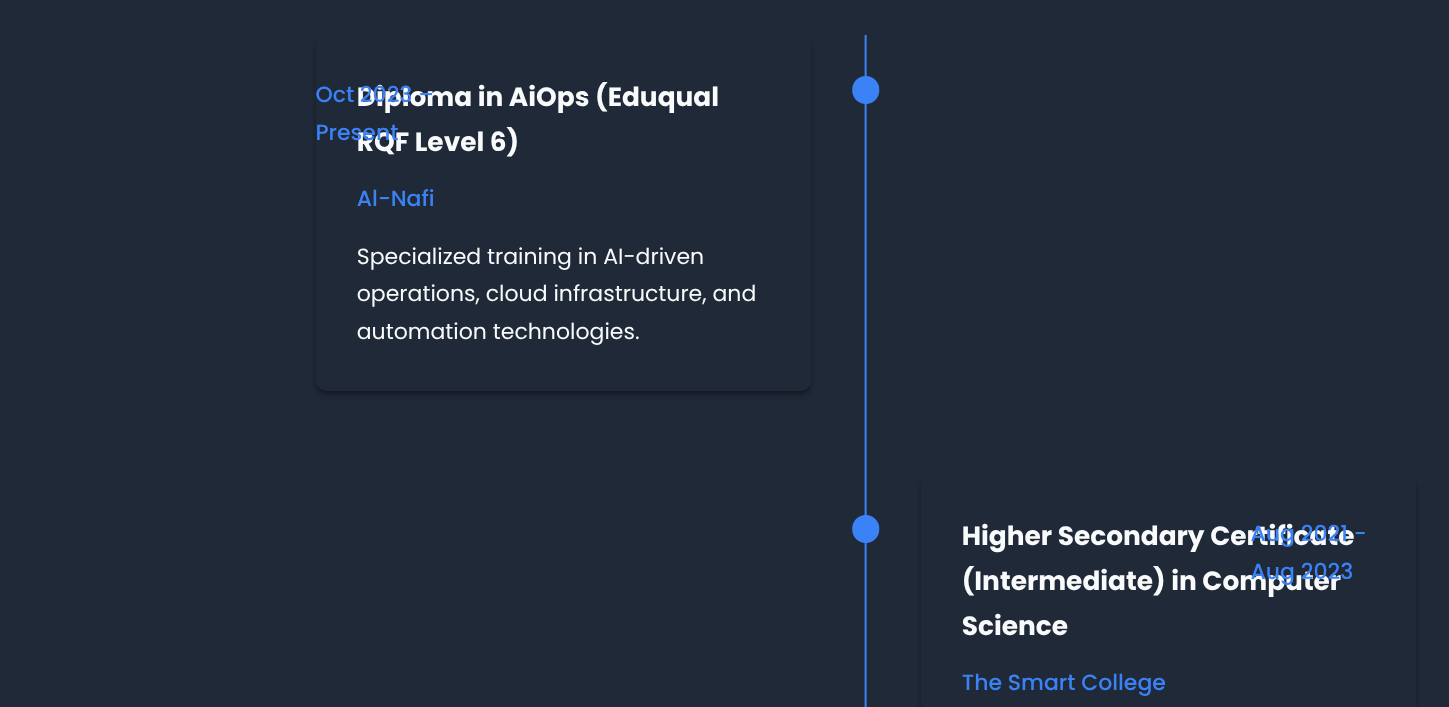 Oct 2023 –
Present
Diploma in AiOps (Eduqual
RQF Level 6)
Al-Nafi
Specialized training in AI-driven
operations, cloud infrastructure, and
automation technologies.
Aug 2021 –
Aug 2023
Higher Secondary Certificate
(Intermediate) in Computer
Science
The Smart College